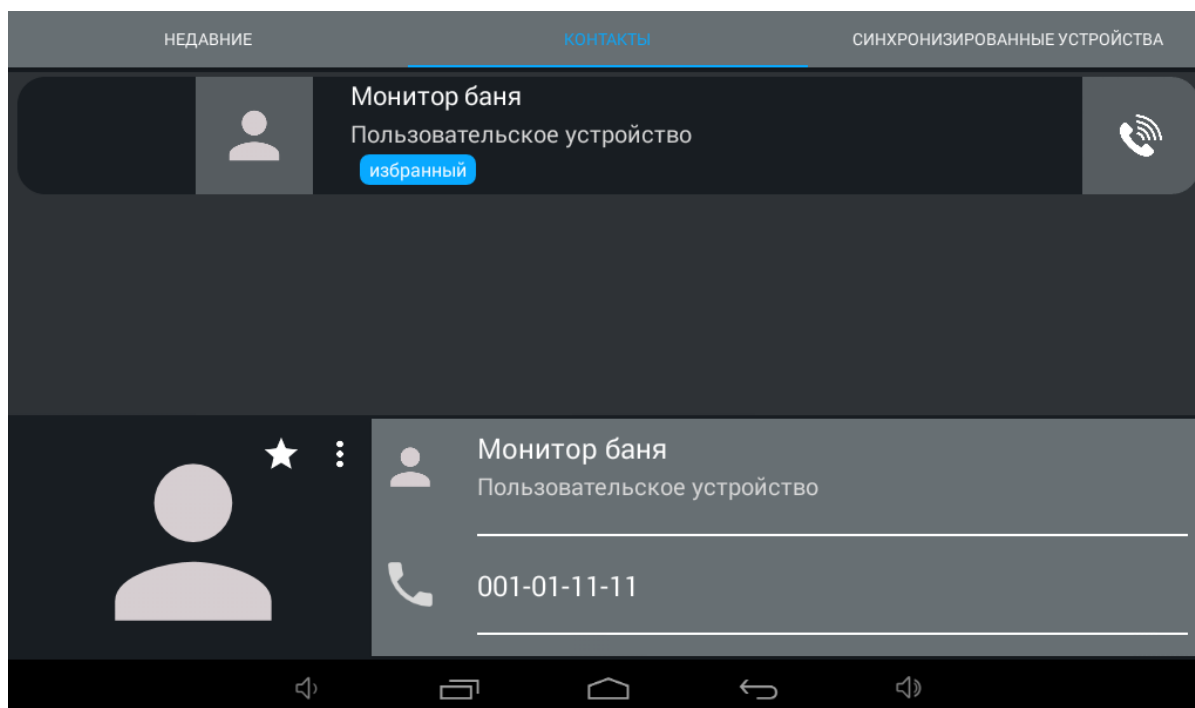 НЕДАВНИЕ
КОНТАКТЫ
СИНХРОНИЗИРОВАННЫЕ УСТРОЙСТВА
Монитор баня
Пользовательское устройство
избранный
Монитор баня
Пользовательское устройство
001-01-11-11